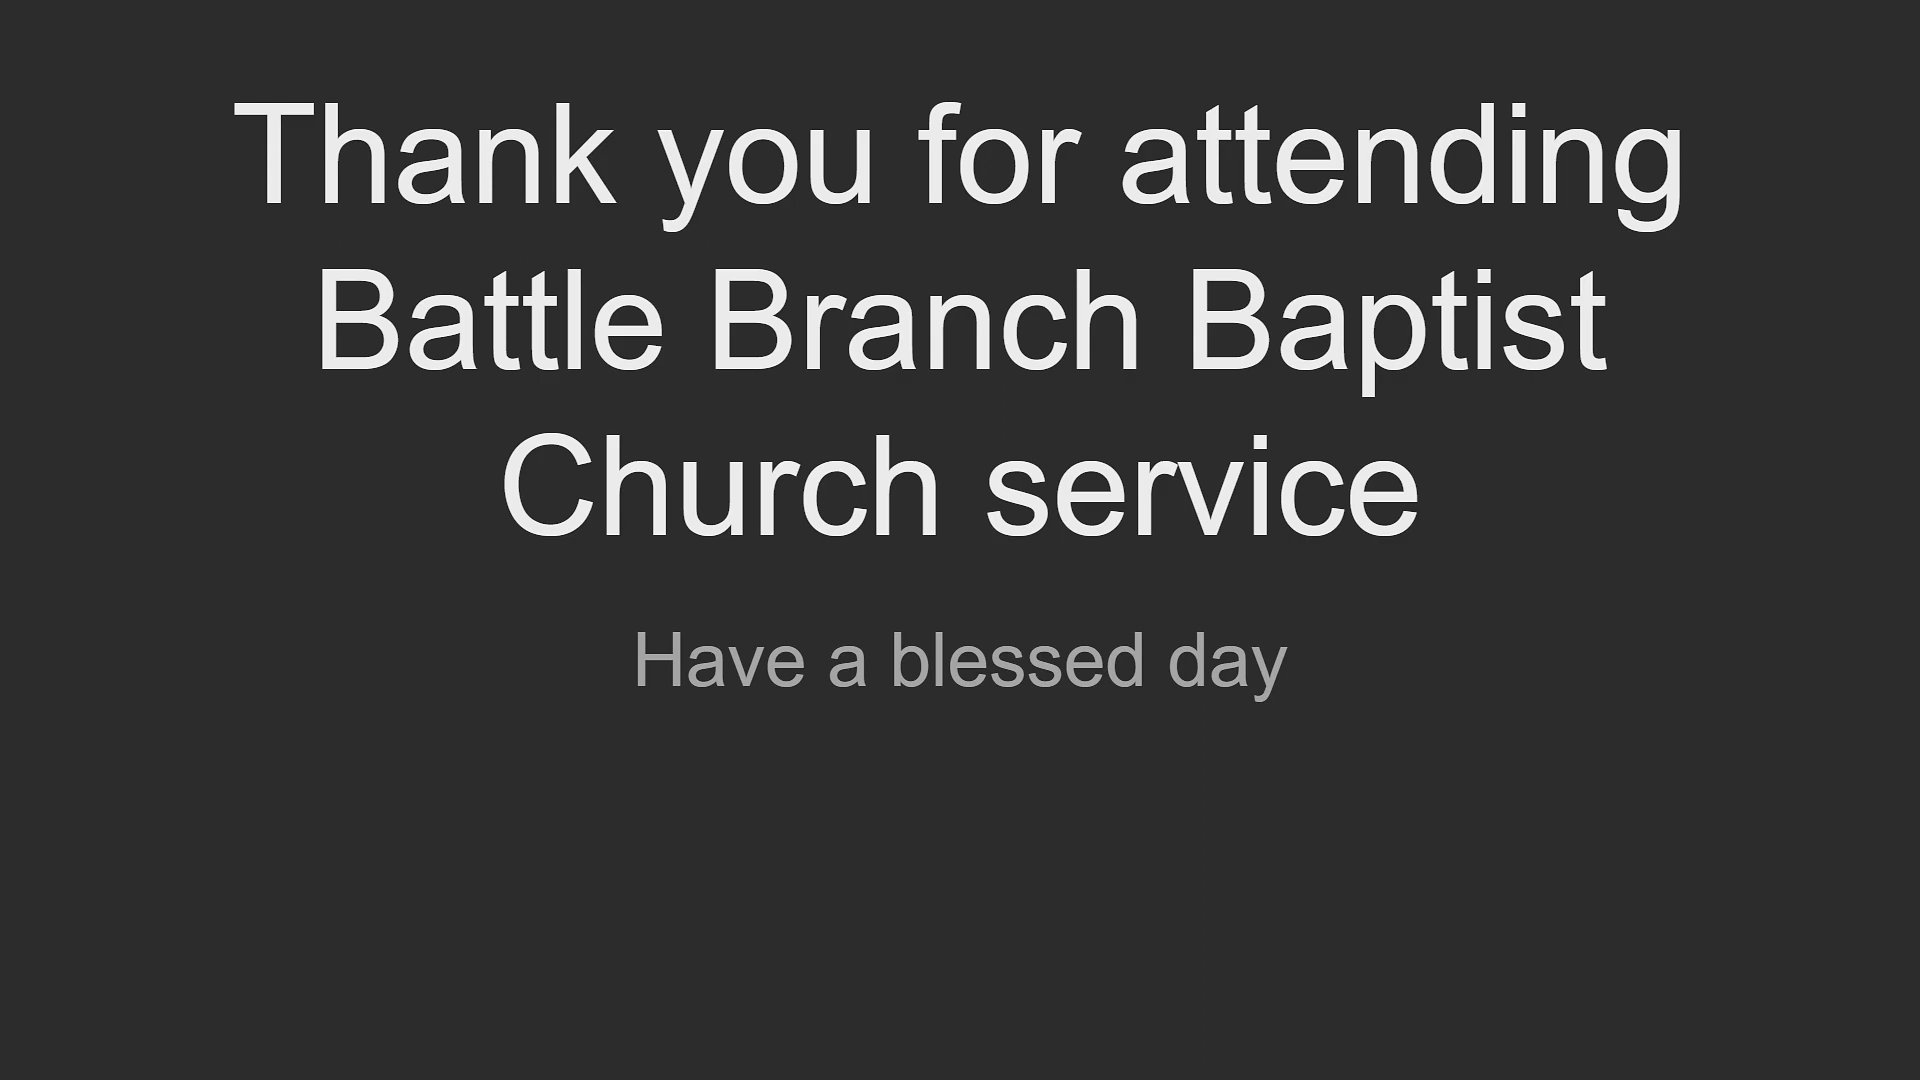 Thank you for attending
Battle Branch Baptist
Church service
Have a blessed day